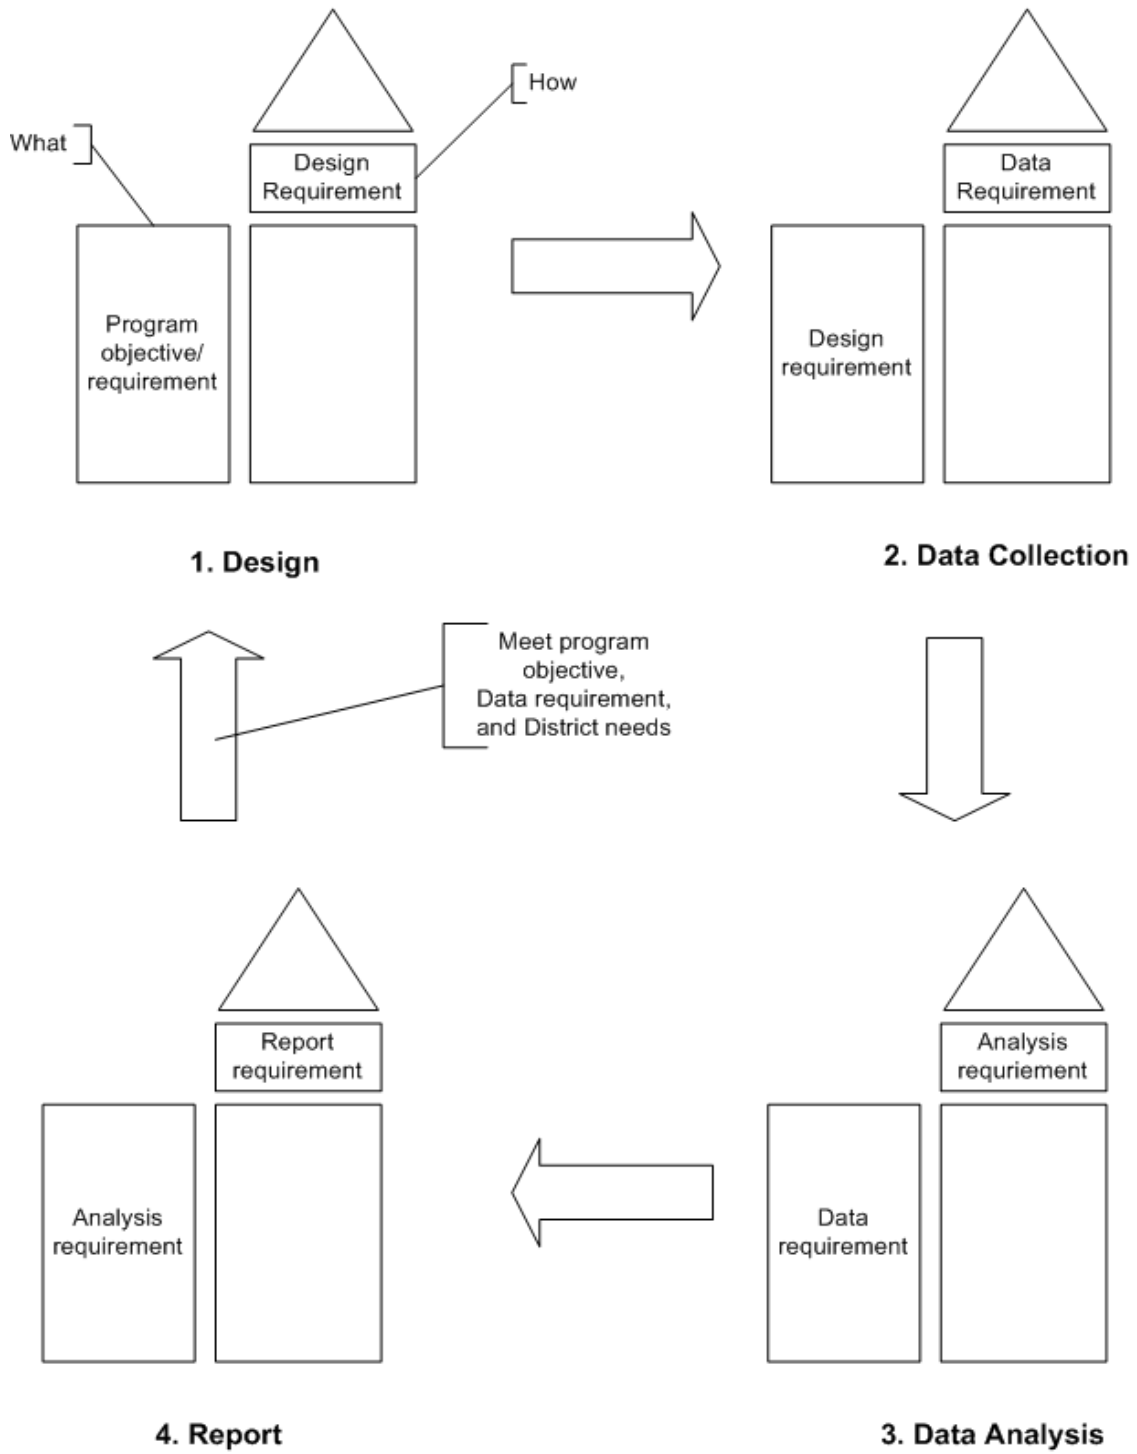 How
What
Design
Requirement
Program
objective/
requirement
Data
Requirement
Design
requirement
1. Design
2. Data Collection
Meet program
objective,
Data requirement,
and District needs
Report
requirement
Analysis
requirement
Analysis
requriement
Data
requirement
4. Report
3. Data Analysis